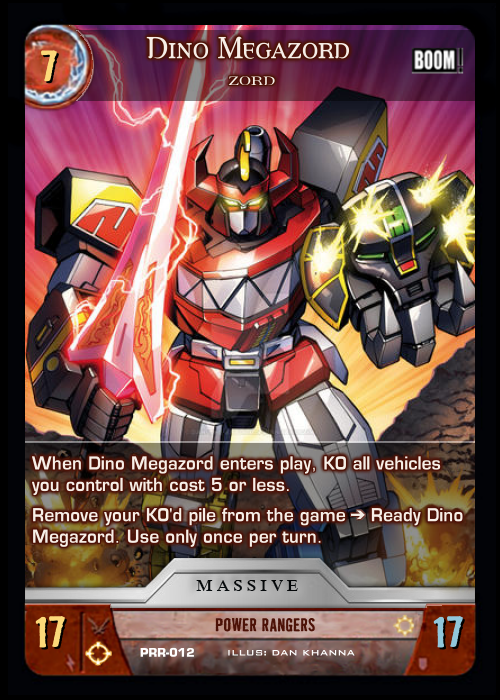 7
DINO MEGAZORD
BOOM!
ZORD
When Dino Megazord enters play, KO all vehicles
you control with cost 5 or less.
Remove your KO'd pile from the game ➔ Ready Dino
Megazord. Use only once per turn.
MASSIVE
17
POWER RANGERS
17
PRR-012 ILLUS: DAN KHANNA